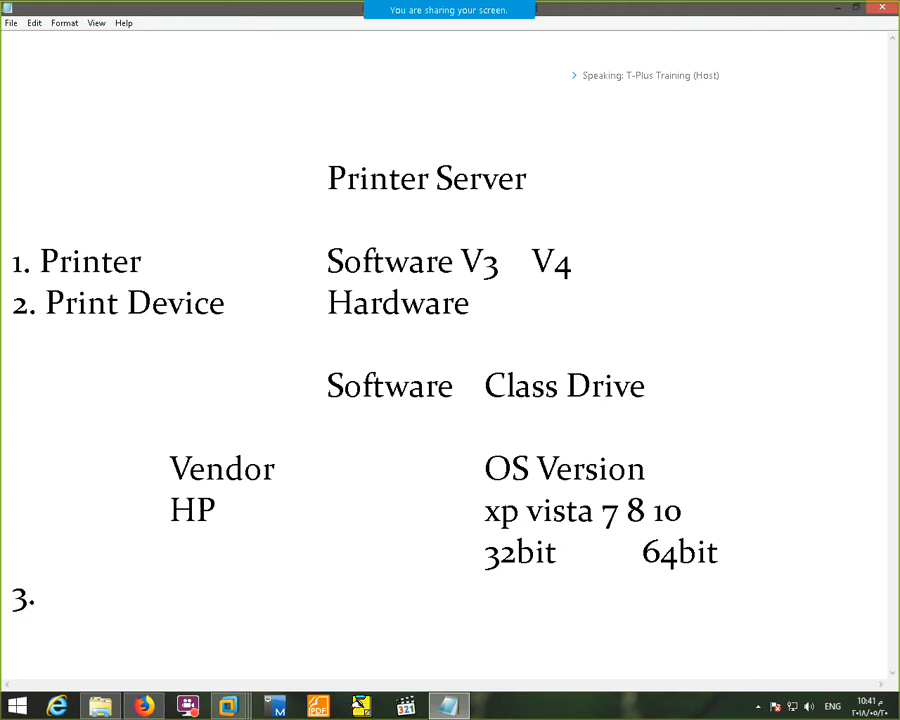 You are sharing your screen.
File Edit Format View Help
Speaking: T-Plus Training (Host)
Printer Server
1. Printer Software V3 V4
2. Print Device Hardware
Software Class Drive
Vendor OS Version
HP xp vista 7 8 10
32bit 64bit
3.
M PDF 321 ENG
10:41 م